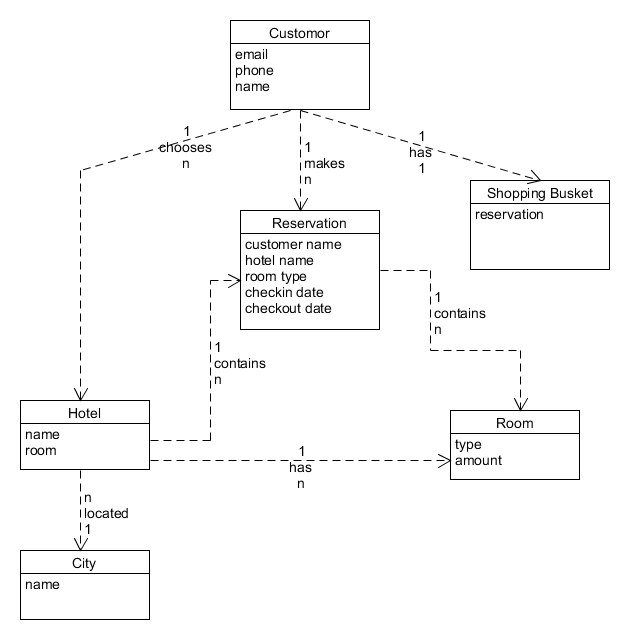 Customor
email
phone
name
1
chooses
n
1
makes
n
1
has
1
Shopping Busket
reservation
Reservation
customer name
hotel name
room type
checkin date
checkout date
1
contains
n
1
contains
n
Hotel
name
room
1
has
n
Room
type
amount
n
located
1
City
name